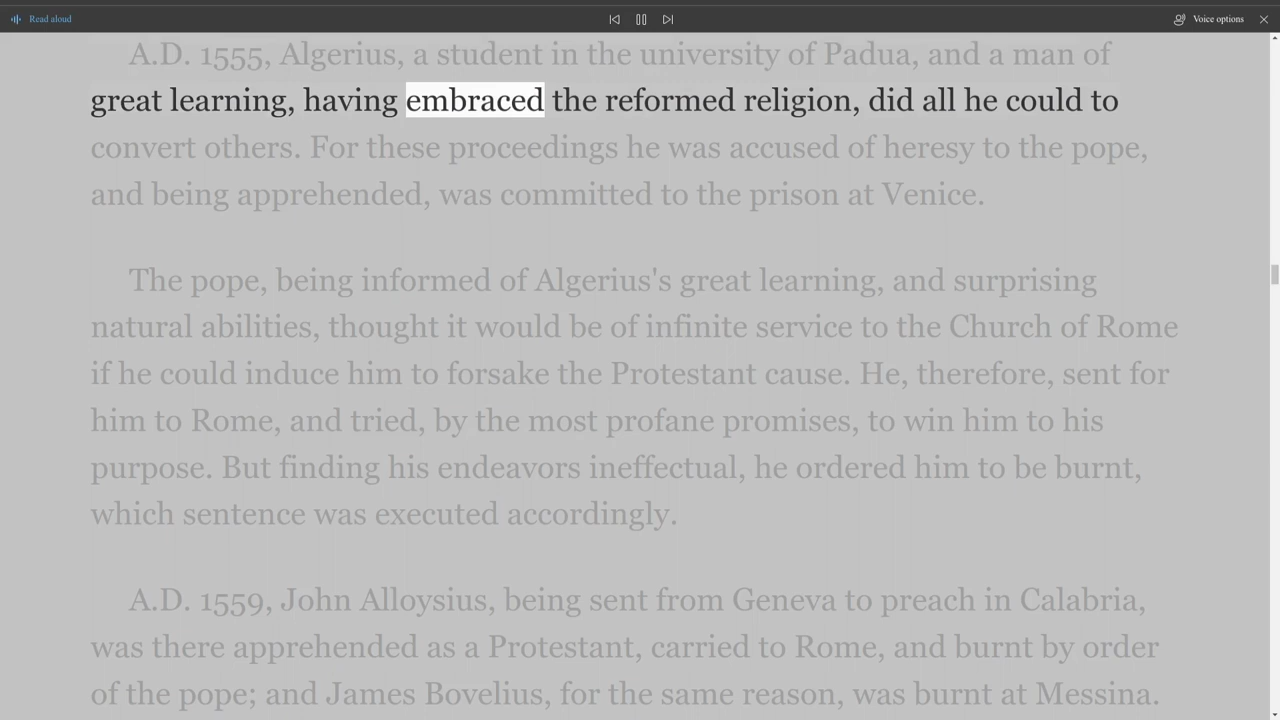 Read aloud
Voice options
A.D. 1555, Algerius, a student in the university of Padua, and a man of
great learning, having embraced the reformed religion, did all he could to
convert others. For these proceedings he was accused of heresy to the pope,
and being apprehended, was committed to the prison at Venice.
The pope, being informed of Algerius's great learning, and surprising
natural abilities, thought it would be of infinite service to the Church of Rome
if he could induce him to forsake the Protestant cause. He, therefore, sent for
him to Rome, and tried, by the most profane promises, to win him to his
purpose. But finding his endeavors ineffectual, he ordered him to be burnt,
which sentence was executed accordingly.
A.D. 1559, John Alloysius, being sent from Geneva to preach in Calabria,
was there apprehended as a Protestant, carried to Rome, and burnt by order
of the pope; and James Bovelius, for the same reason, was burnt at Messina.